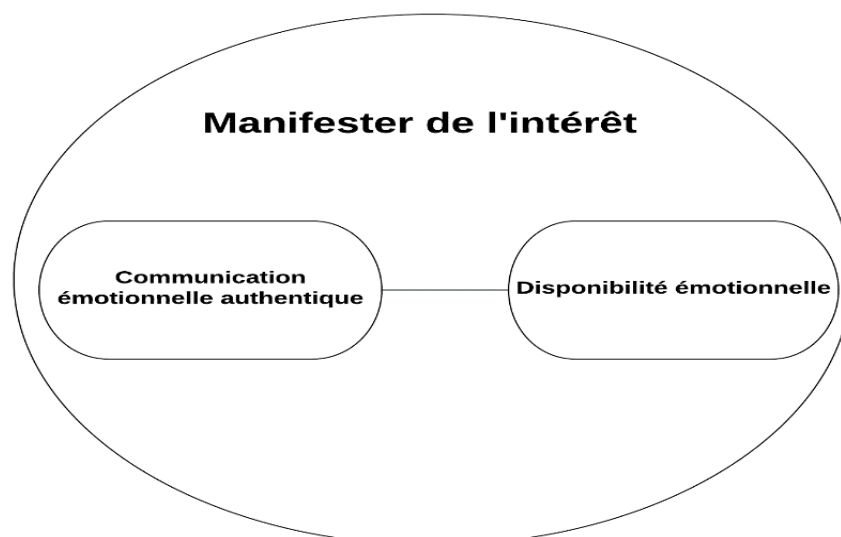 Manifester de l'intérêt
Communication
émotionnelle authentique
Disponibilité émotionnelle